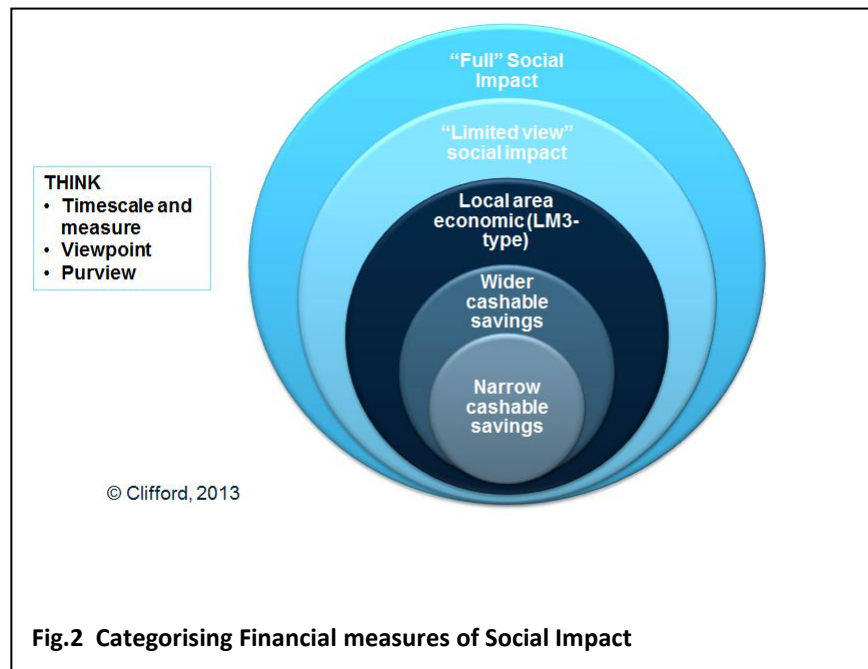 “Full” Social
Impact
“Limited view”
social impact
THINK
• Timescale and
measure
• Viewpoint
• Purview
Local area
economic (LM3-
type)
Wider
cashable
savings
Narrow
cashable
savings
© Clifford, 2013
Fig.2 Categorising Financial measures of Social Impact